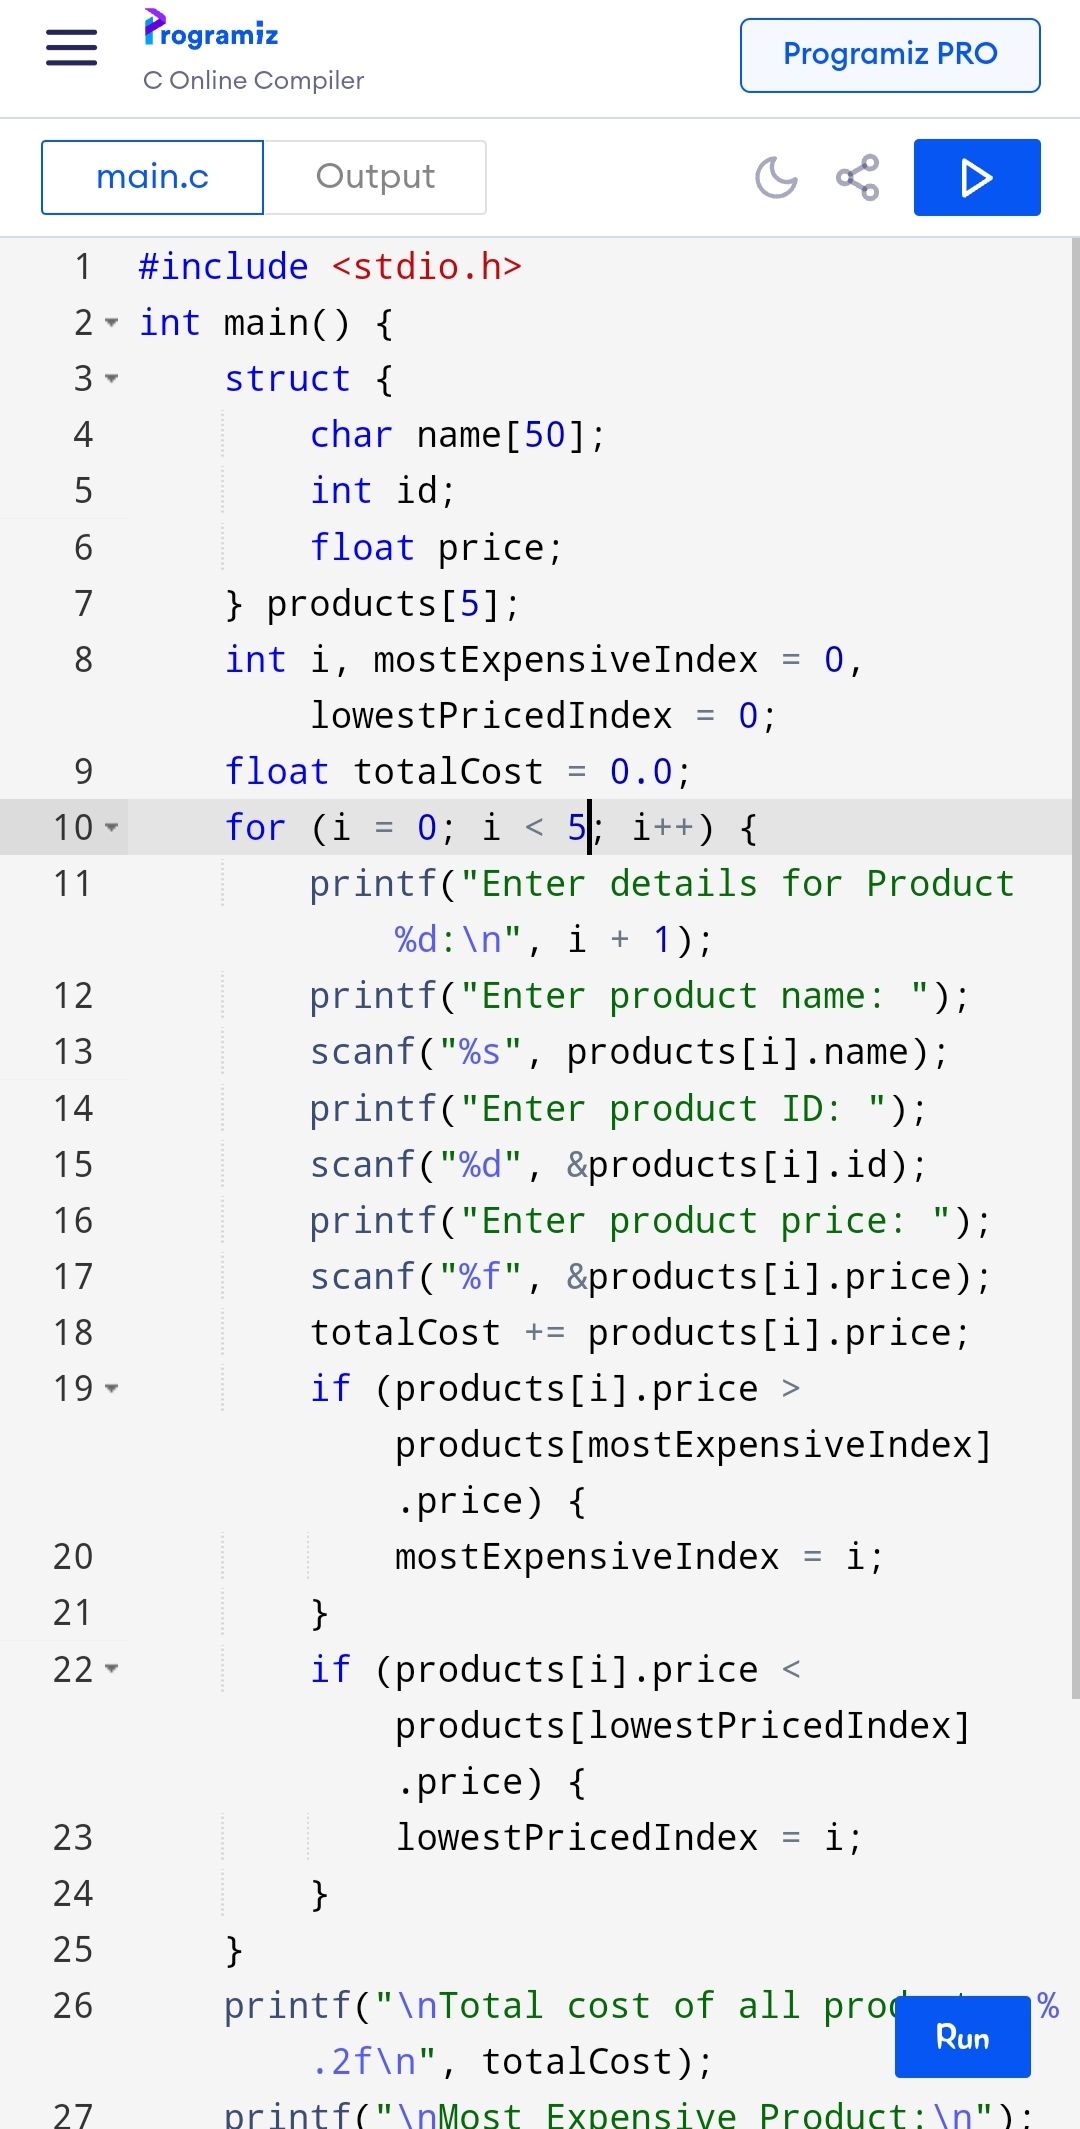 Programiz
C Online Compiler
Programiz PRO
main.c
Output
1 #include <stdio.h>
2 int main() {
3 struct {
4 char name[50];
5 int id;
6 float price;
7 } products[5];
8 int i, mostExpensiveIndex = 0,
lowestPricedIndex = 0;
9 float totalCost = 0.0;
10 for (i = 0; i < 5; i++) {
11 printf("Enter details for Product
%d:\n", i + 1);
12 printf("Enter product name: ");
13 scanf("%s", products[i].name);
14 printf("Enter product ID: ");
15 scanf("%d", &products[i].id);
16 printf("Enter product price: ");
17 scanf("%f", &products[i].price);
18 totalCost += products[i].price;
19 if (products[i].price >
products[mostExpensiveIndex]
.price) {
20 mostExpensiveIndex = i;
21 }
22 if (products[i].price <
products[lowestPricedIndex]
.price) {
23 lowestPricedIndex = i;
24 }
25 }
26 printf("\nTotal cost of all %
Run
.2f\n", totalCost);
27 printf("\nMost Expensive Product:\n");